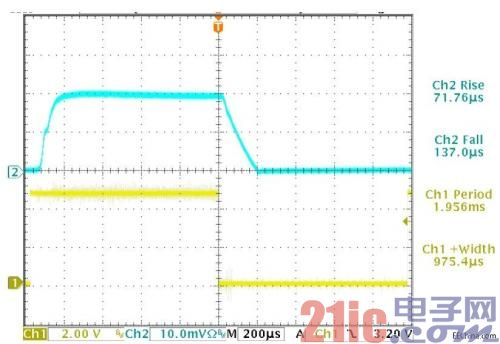 T
Ch2 Rise
71.76µs
Ch2 Fall
137.0µs
2
Ch1 Period
1.956ms
Ch1 +Width
975.4µs
1
21ic电子网
Ch1 2.00 V Ch2 10.0mVΩ M 200µs A Ch1 3.20 V